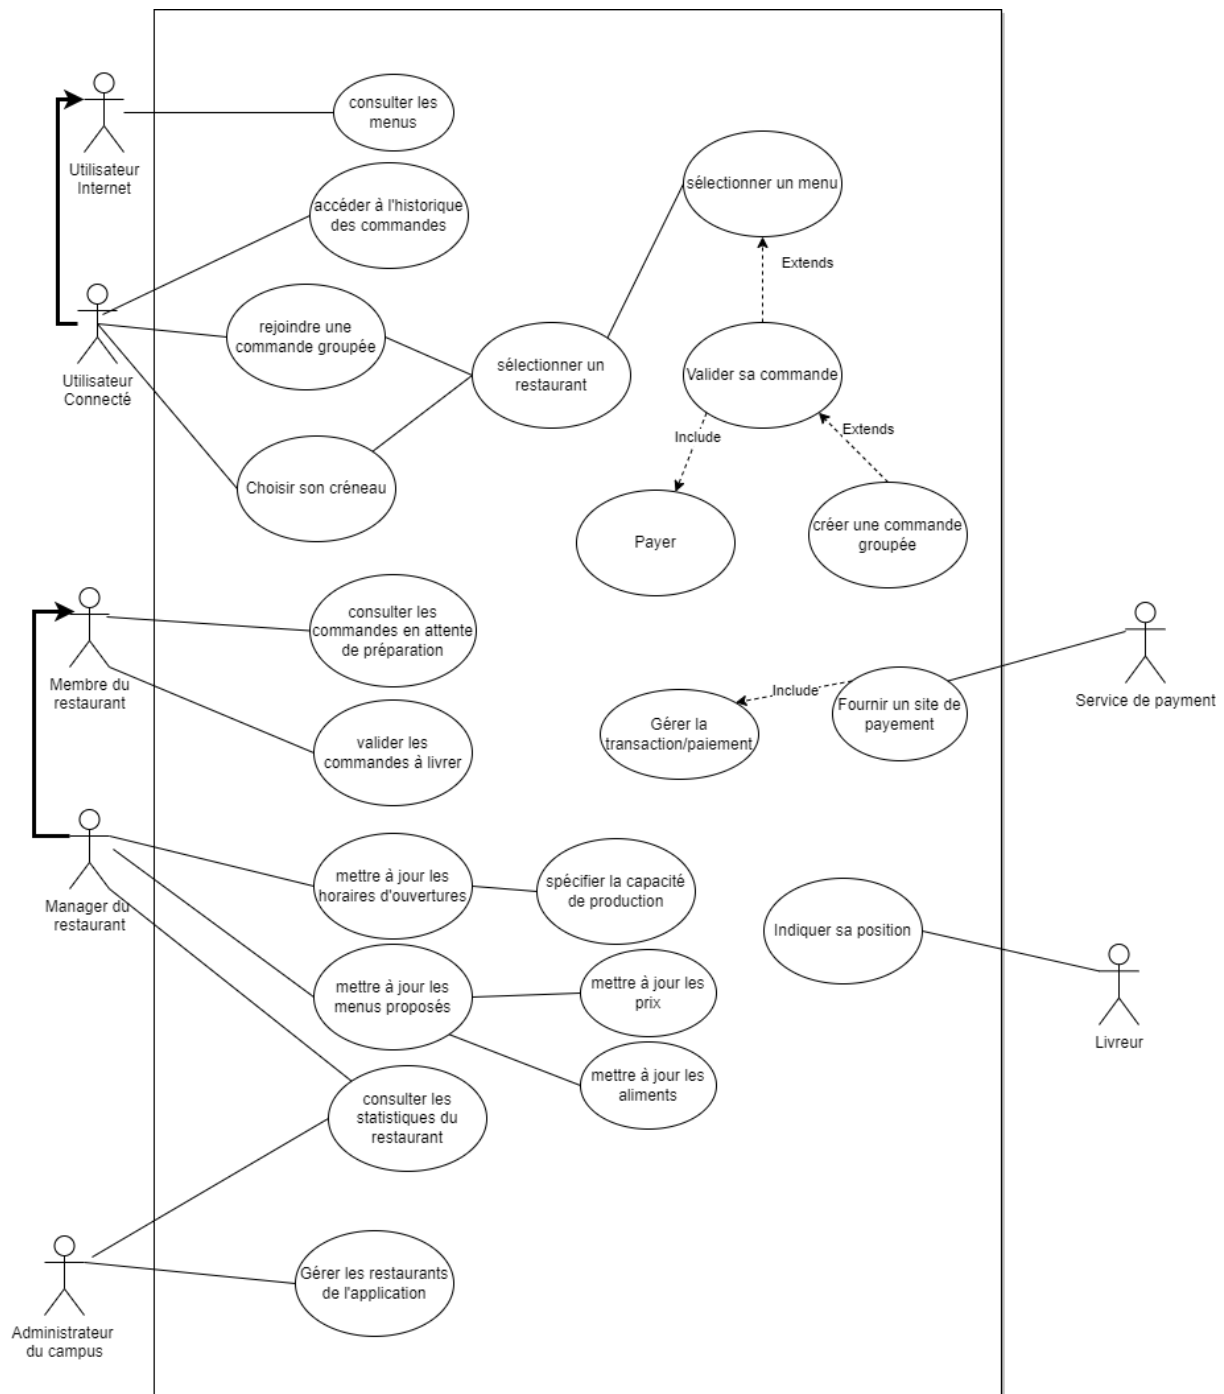 consulter les
menus
Utilisateur
Internet
sélectionner un menu
accéder à l'historique
des commandes
Extends
rejoindre une
commande groupée
sélectionner un
restaurant
Valider sa commande
Utilisateur
Connecté
Include
Extends
Choisir son créneau
Payer
créer une commande
groupée
consulter les
commandes en attente
de préparation
Membre du
restaurant
Service de payment
Include
Fournir un site de
payement
Gérer la
transaction/paiement
valider les
commandes à livrer
mettre à jour les
horaires d'ouvertures
spécifier la capacité
de production
Manager du
restaurant
Indiquer sa position
mettre à jour les
menus proposés
mettre à jour les
prix
Livreur
mettre à jour les
aliments
consulter les
statistiques du
restaurant
Gérer les restaurants
de l'application
Administrateur
du campus